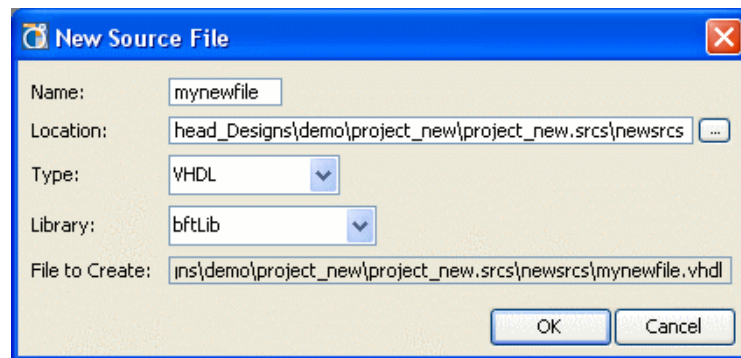 New Source File
Name: mynewfile
Location: head_Designs\demo\project_new\project_new.srcs\newsrcs ...
Type: VHDL
Library: bftLib
File to Create: ins\demo\project_new\project_new.srcs\newsrcs\mynewfile.vhdl
OK Cancel